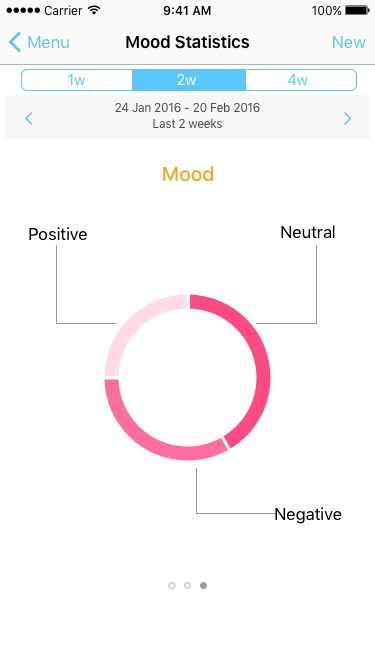 Carrier 9:41 AM 100%
Menu Mood Statistics New
1w 2w 4w
24 Jan 2016 - 20 Feb 2016
Last 2 weeks
Mood
Positive Neutral
Negative